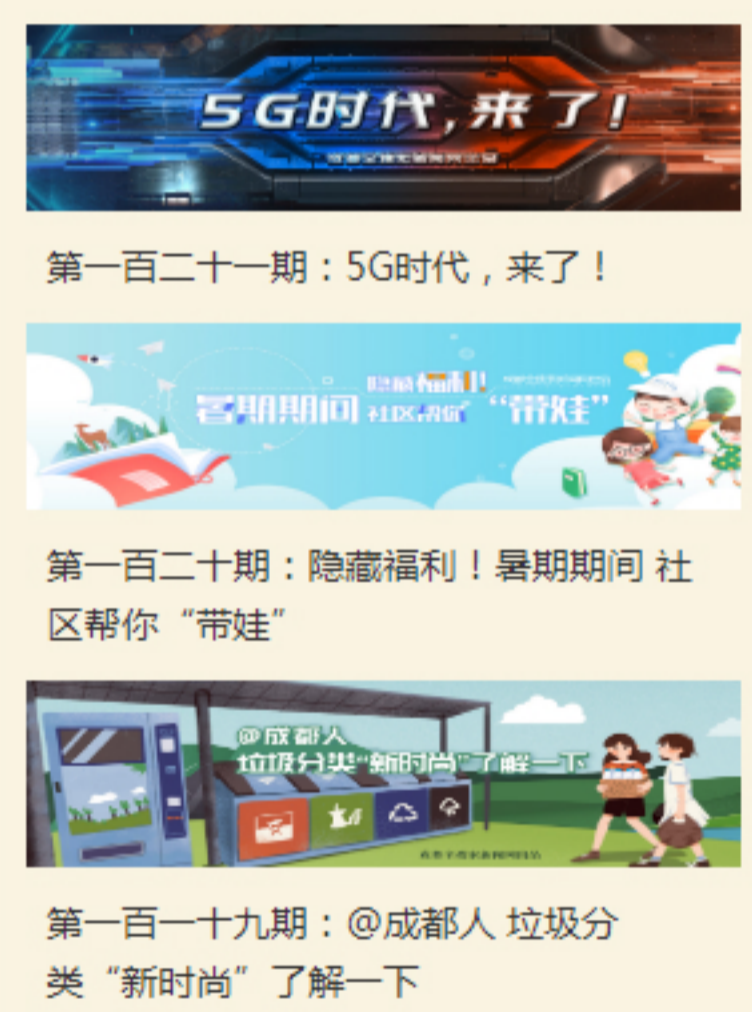 5G时代,来了!
第一百二十一期：5G时代，来了！
隐藏福利!
暑期期间 社区帮你 “带娃”
第一百二十期：隐藏福利！暑期期间 社
区帮你“带娃”
@成都人
垃圾分类“新时尚”了解一下
第一百一十九期：@成都人 垃圾分
类“新时尚”了解一下